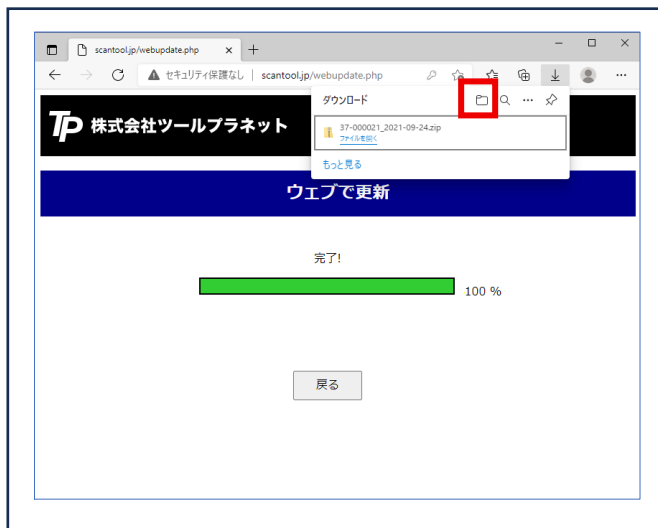 scantool.jp/webupdate.php
セキュリティ保護なし | scantool.jp/webupdate.php
ダウンロード
37-000021_2021-09-24.zip
ファイルを開く
もっと見る
TP 株式会社ツールプラネット
ウェブで更新
完了!
100 %
戻る